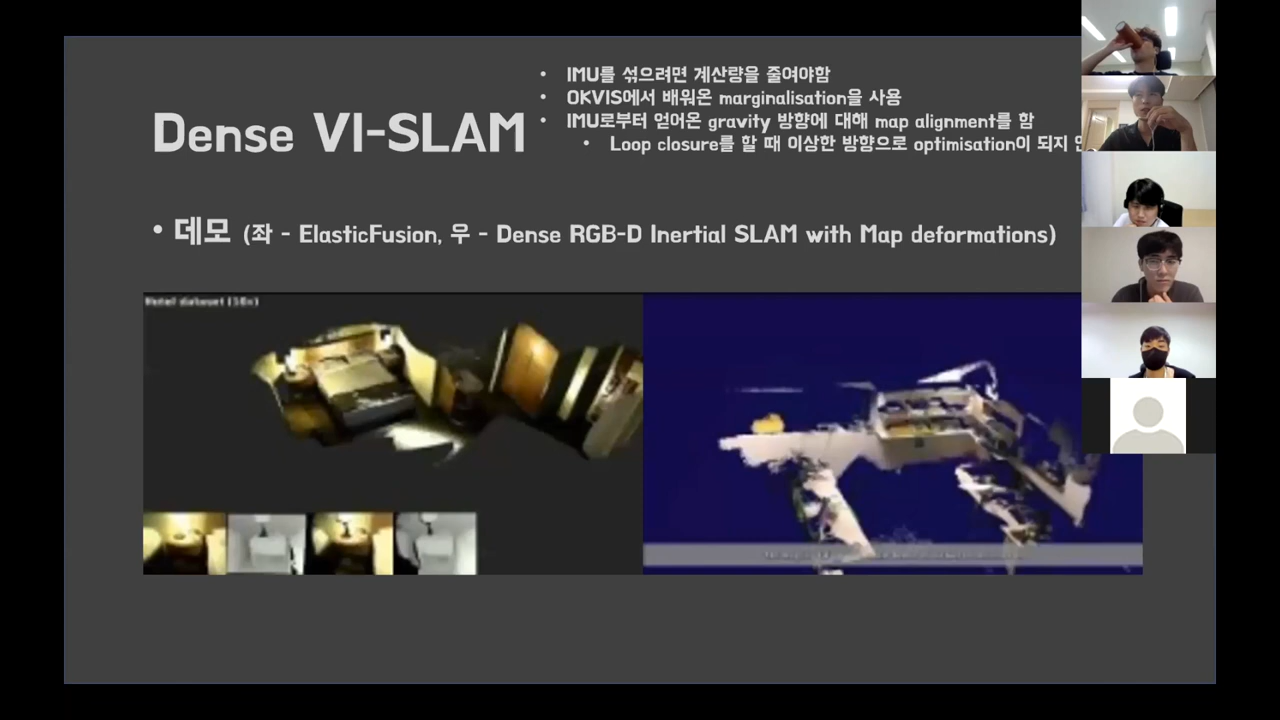 Dense VI-SLAM
• IMU를 섞으려면 계산량을 줄여야함
• OKVIS에서 배워온 marginalisation을 사용
• IMU로부터 얻어온 gravity 방향에 대해 map alignment를 함
• Loop closure를 할 때 이상한 방향으로 optimisation이 되지
• 데모 (좌 - ElasticFusion, 우 - Dense RGB-D Inertial SLAM with Map deformations)
Hotel dataset (10x)